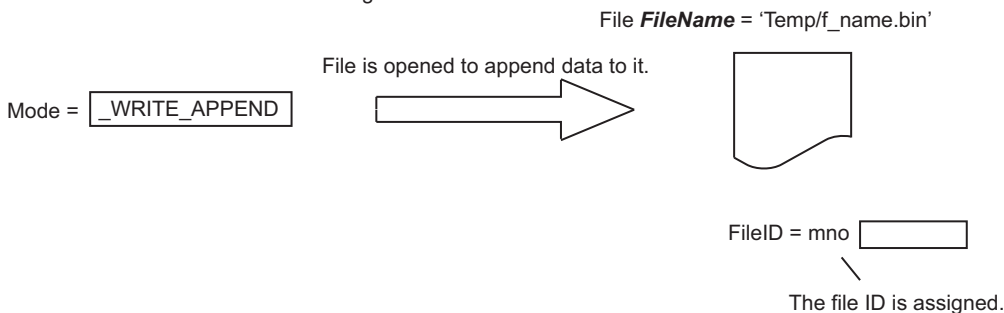 File FileName = ‘Temp/f_name.bin’
File is opened to append data to it.
Mode = _WRITE_APPEND
FileID = mno
The file ID is assigned.